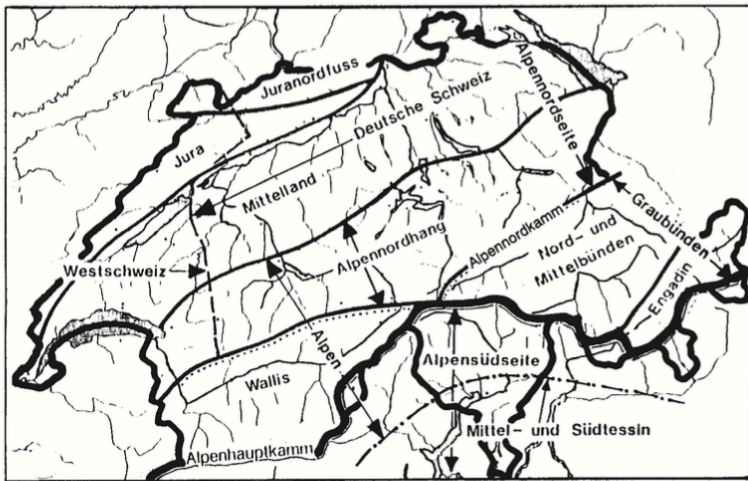 Juranordfuss
Alpennordseite
Deutsche Schweiz
Jura
Mittelland
Graubünden
Alpennordkamm
Nord- und
Mittelbünden
Alpennordhang
Westschweiz
Engadin
Alpen
Alpensüdseite
Wallis
Mittel- und Südtessin
Alpenhauptkamm